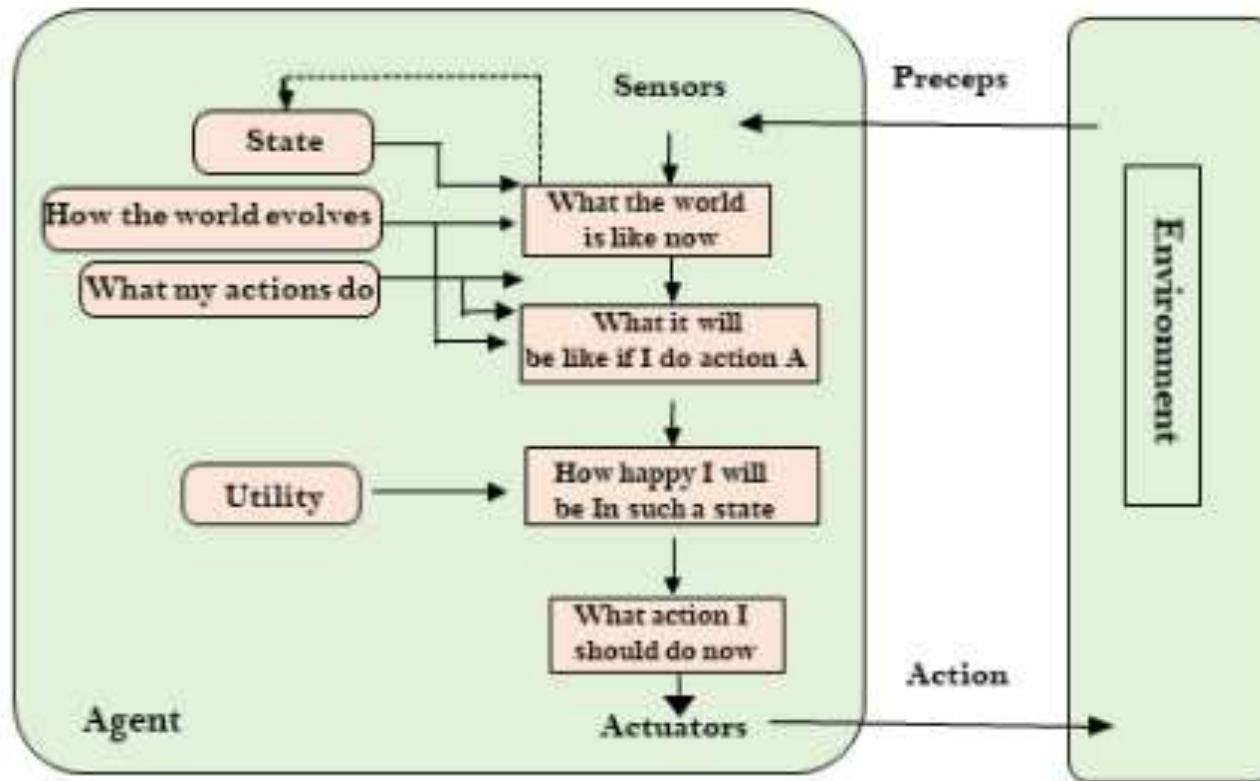 Sensors
Preceps
State
What the world
is like now
How the world evolves
What my actions do
What it will
be like if I do action A
How happy I will
be In such a state
Utility
What action I
should do now
Action
Agent
Actuators
Environment